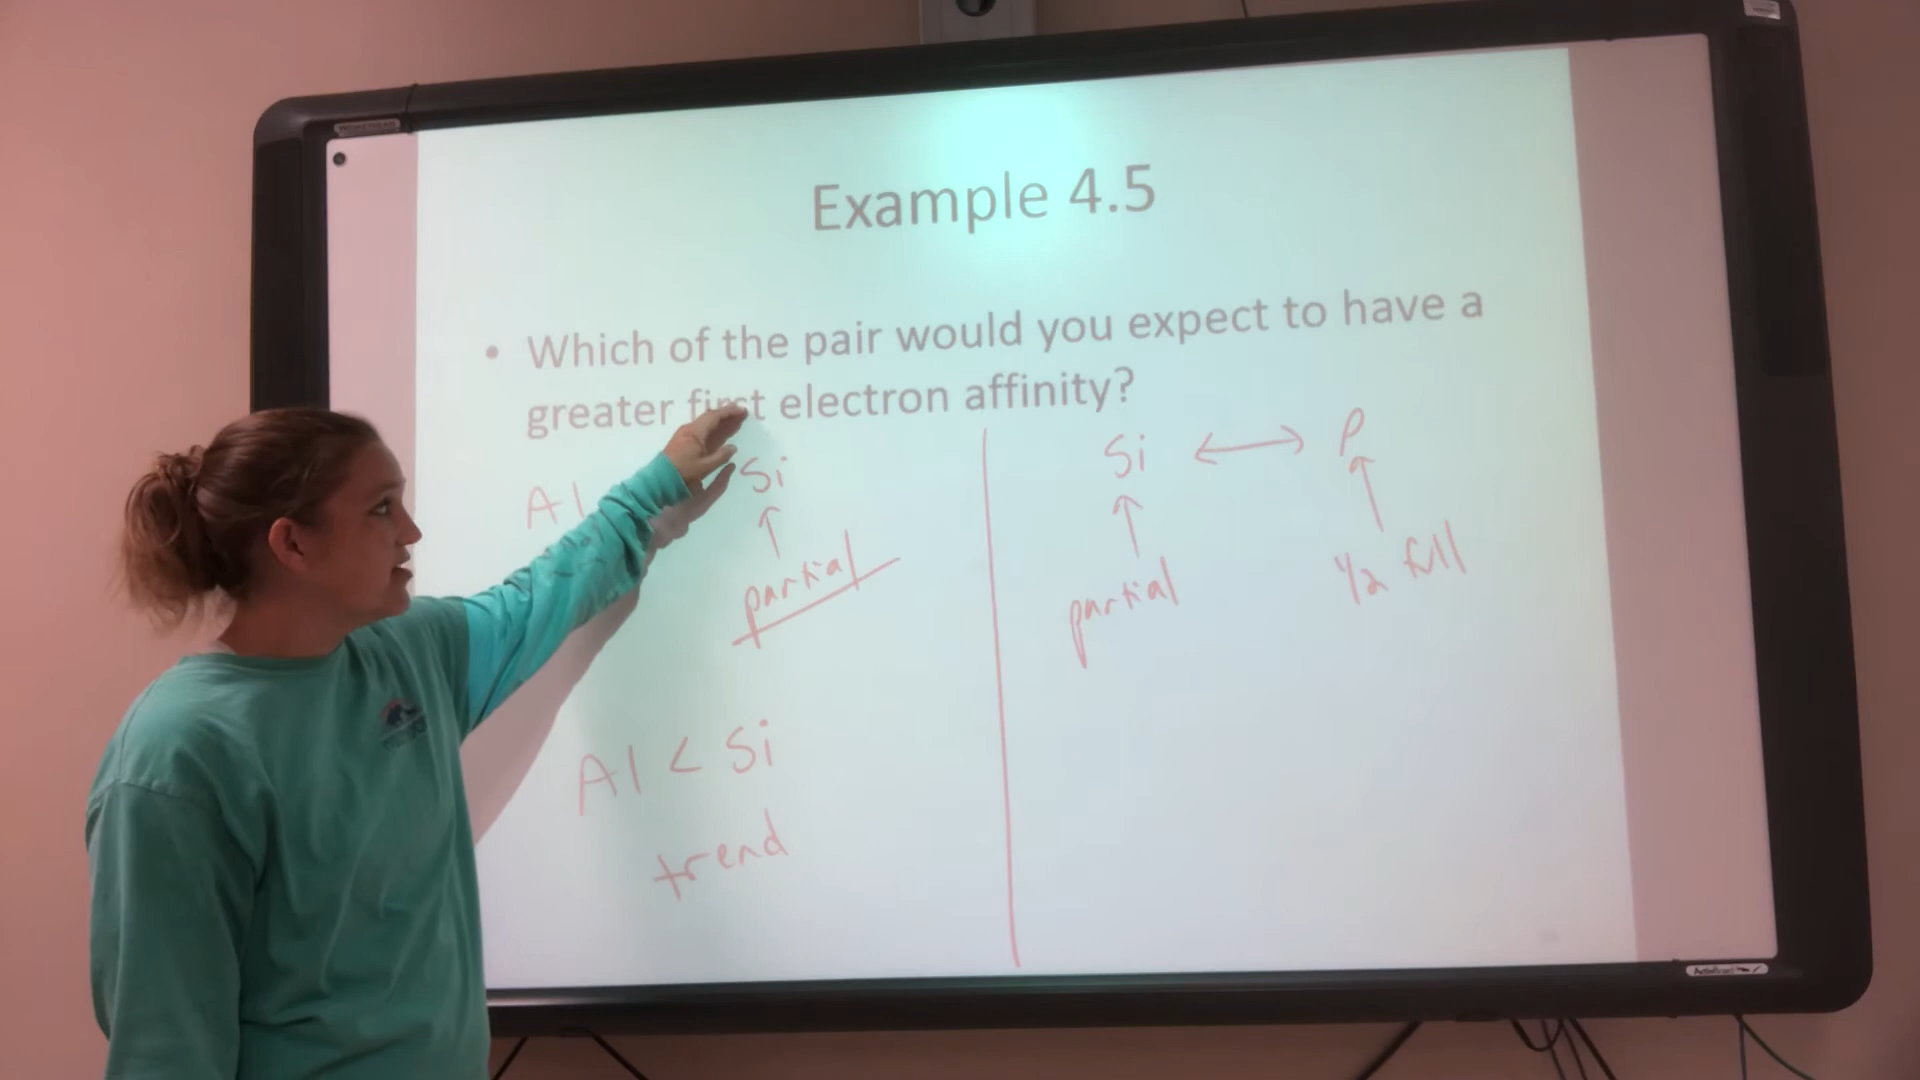 Example 4.5
• Which of the pair would you expect to have a
greater first electron affinity?
Al Si
partial
Al < Si
trend
Si ↔ P
partial 1/2 full